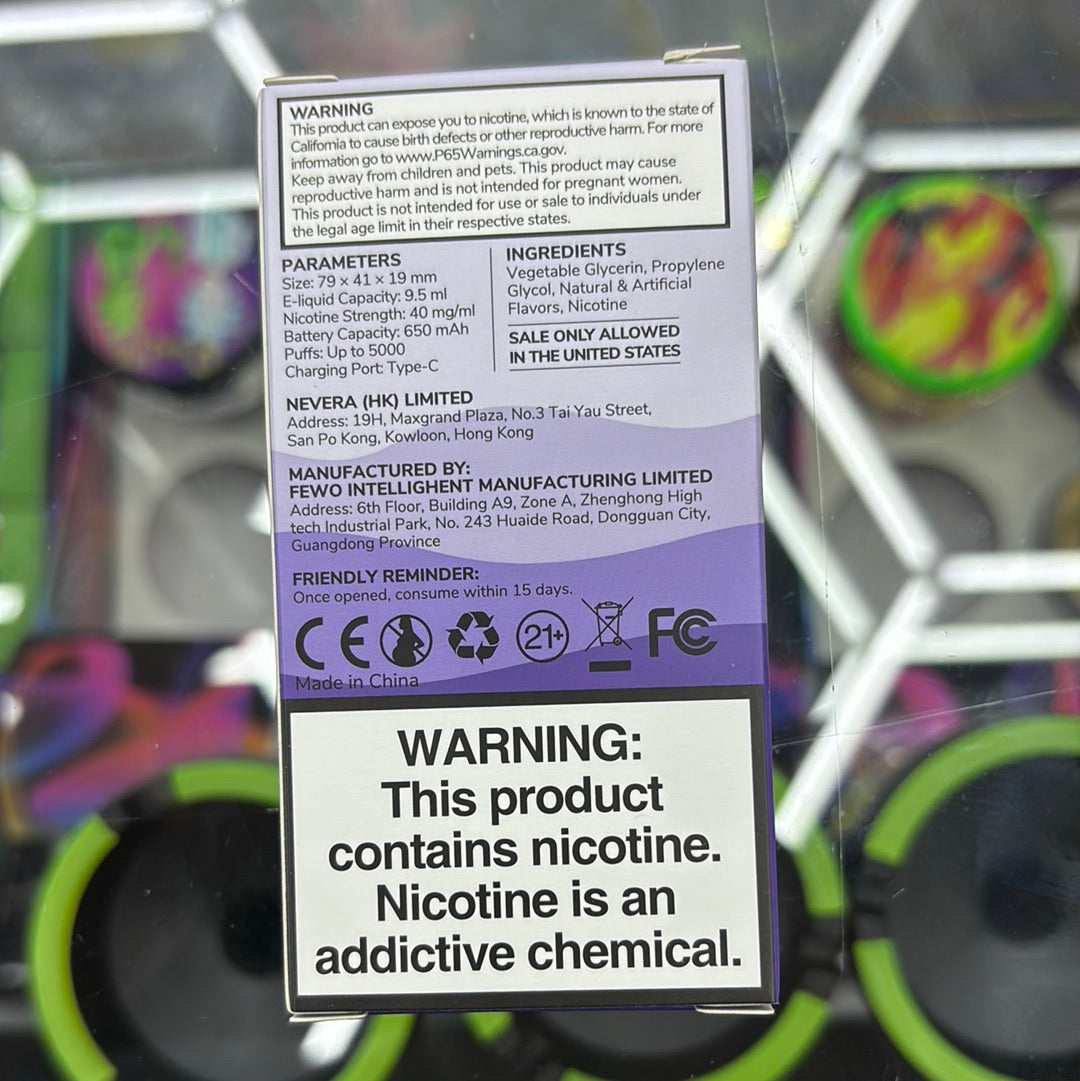 WARNING
This product can expose you to nicotine, which is known to the state of
California to cause birth defects or other reproductive harm. For more
information go to www.P65Warnings.ca.gov.
Keep away from children and pets. This product may cause
reproductive harm and is not intended for pregnant women.
This product is not intended for use or sale to individuals under
the legal age limit in their respective states.
PARAMETERS
Size: 79 × 41 × 19 mm
E-liquid Capacity: 9.5 ml
Nicotine Strength: 40 mg/ml
Battery Capacity: 650 mAh
Puffs: Up to 5000
Charging Port: Type-C
INGREDIENTS
Vegetable Glycerin, Propylene
Glycol, Natural & Artificial
Flavors, Nicotine
SALE ONLY ALLOWED
IN THE UNITED STATES
NEVERA (HK) LIMITED
Address: 19H, Maxgrand Plaza, No.3 Tai Yau Street,
San Po Kong, Kowloon, Hong Kong
MANUFACTURED BY:
FEWO INTELLIGHENT MANUFACTURING LIMITED
Address: 6th Floor, Building A9, Zone A, Zhenghong High
tech Industrial Park, No. 243 Huaide Road, Dongguan City,
Guangdong Province
FRIENDLY REMINDER:
Once opened, consume within 15 days.
CE 21+ FC
Made in China
WARNING:
This product
contains nicotine.
Nicotine is an
addictive chemical.